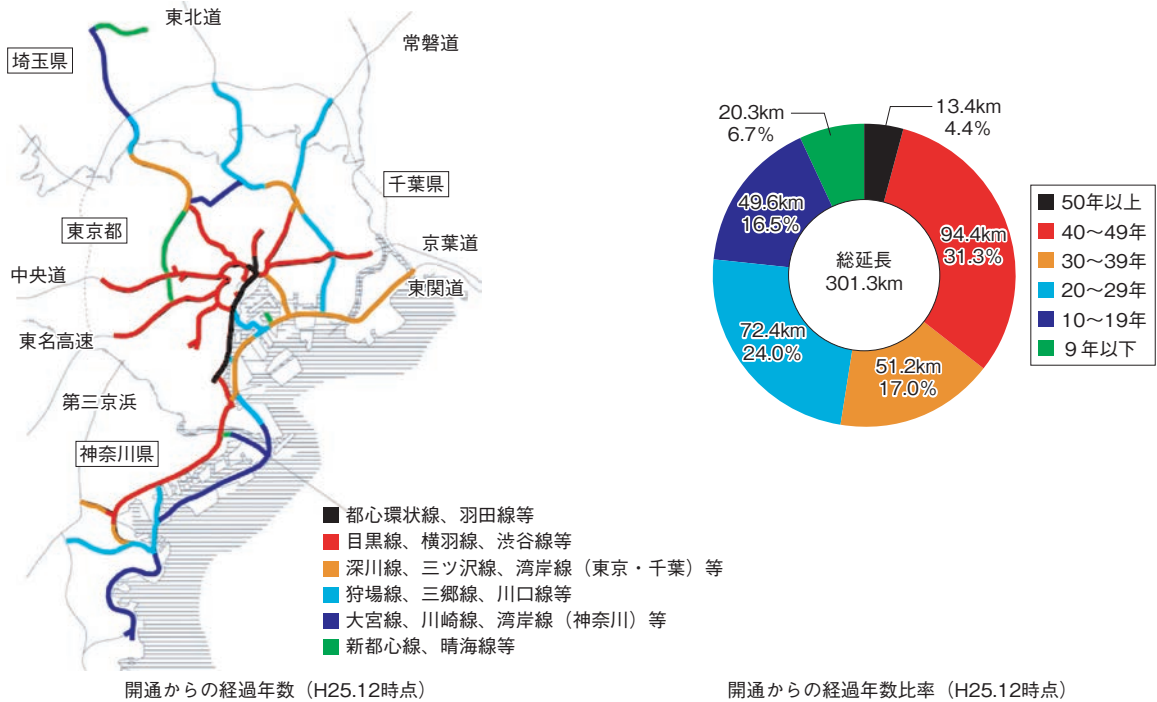 東北道
常磐道
埼玉県
千葉県
東京都
京葉道
中央道
東関道
東名高速
第三京浜
神奈川県
都心環状線、羽田線等
目黒線、横羽線、渋谷線等
深川線、三ツ沢線、湾岸線（東京・千葉）等
狩場線、三郷線、川口線等
大宮線、川崎線、湾岸線（神奈川）等
新都心線、晴海線等
開通からの経過年数（H25.12時点）
20.3km
6.7%
13.4km
4.4%
49.6km
16.5%
94.4km
31.3%
総延長
301.3km
72.4km
24.0%
51.2km
17.0%
50年以上
40〜49年
30〜39年
20〜29年
10〜19年
９年以下
開通からの経過年数比率（H25.12時点）